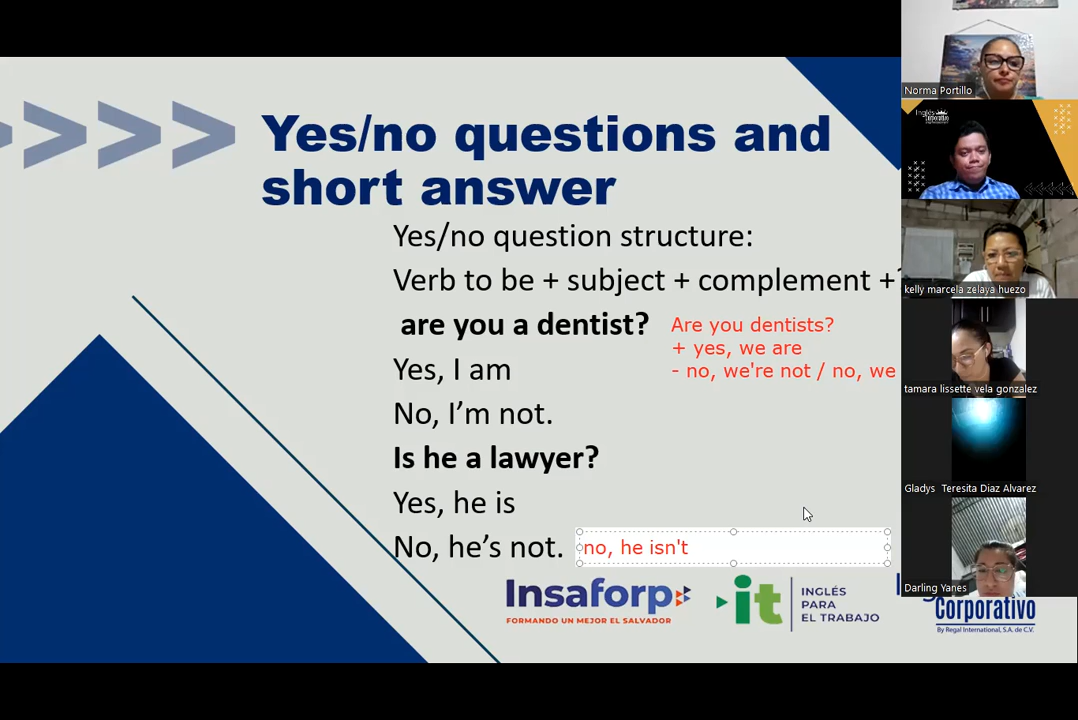 Yes/no questions and
short answer
Yes/no question structure:
Verb to be + subject + complement +
are you a dentist?
Are you dentists?
+ yes, we are
- no, we're not / no, we
Yes, I am
No, I'm not.
Is he a lawyer?
Yes, he is
No, he's not.
no, he isn't
Insaforp
FORMANDO UN MEJOR EL SALVADOR
it
INGLÉS
PARA
EL TRABAJO
Corporativo
By Regal International, S.A. de C.V.
Norma Portillo
Inglés
Corporativo
kelly marcela zelaya huezo
tamara lissette vela gonzalez
Gladys Teresita Diaz Alvarez
Darling Yanes